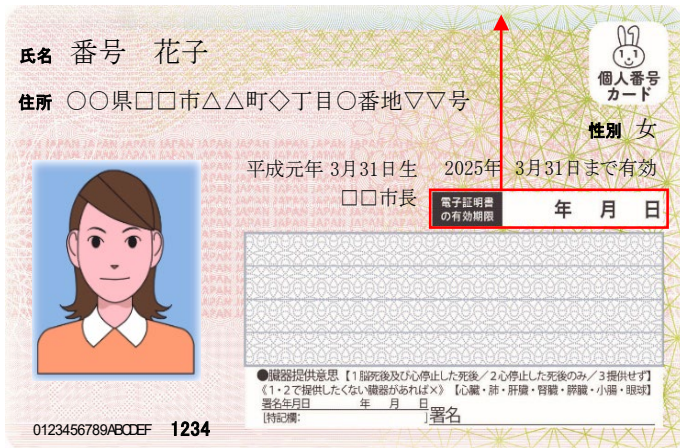 氏名 番号 花子
個人番号
カード
住所 〇〇県□□市△△町◇丁目〇番地▽▽号
性別 女
平成元年 3月31日生 2025年 3月31日まで有効
□□市長
電子証明書
の有効期限
年 月 日
●臓器提供意思【1脳死後及び心停止した死後/2心停止した死後のみ/3提供せず】
《1・2で提供したくない臓器があれば×》【心臓・肺・肝臓・腎臓・膵臓・小腸・眼球】
署名年月日 年 月 日
[特記欄: ]署名
0123456789ABCDEF 1234